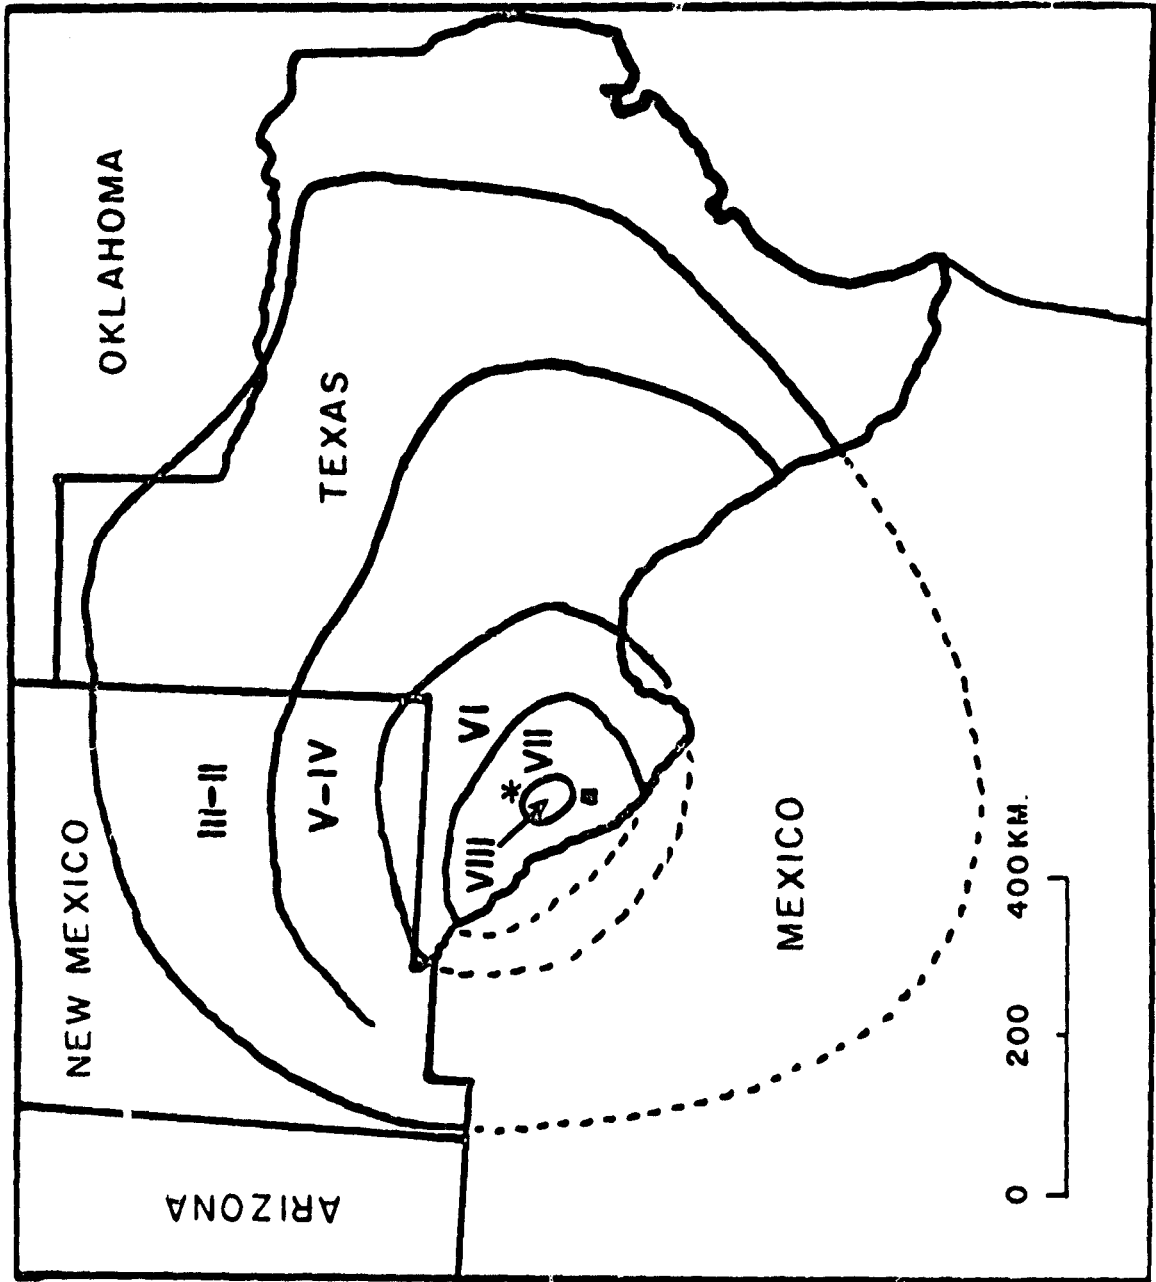 NEW MEXICO
OKLAHOMA
ARIZONA
III-II
V-IV
TEXAS
VI
VIII
*
VII
a
MEXICO
0 200 400KM.